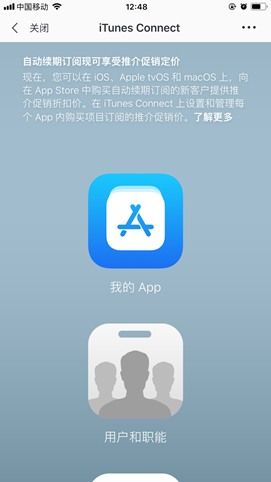 中国移动 12:48
关闭 iTunes Connect
自动续期订阅现可享受推介促销定价
现在，您可以在 iOS、Apple tvOS 和 macOS 上，向
在 App Store 中购买自动续期订阅的新客户提供推
介促销折扣价。在 iTunes Connect 上设置和管理每
个 App 内购买项目订阅的推介促销价。了解更多
我的 App
用户和职能